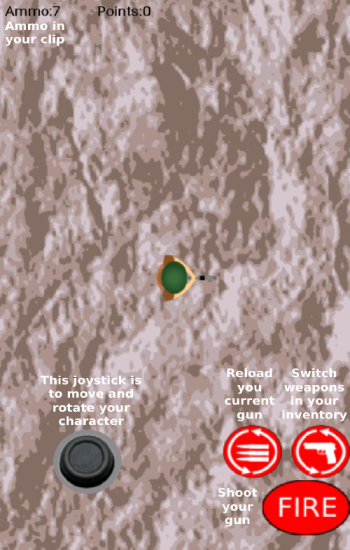 Ammo:7 Points:0
Ammo in
your clip
This joystick is
to move and
rotate your
character
Reload
you
current
gun
Switch
weapons
in your
inventory
Shoot
your
gun
FIRE